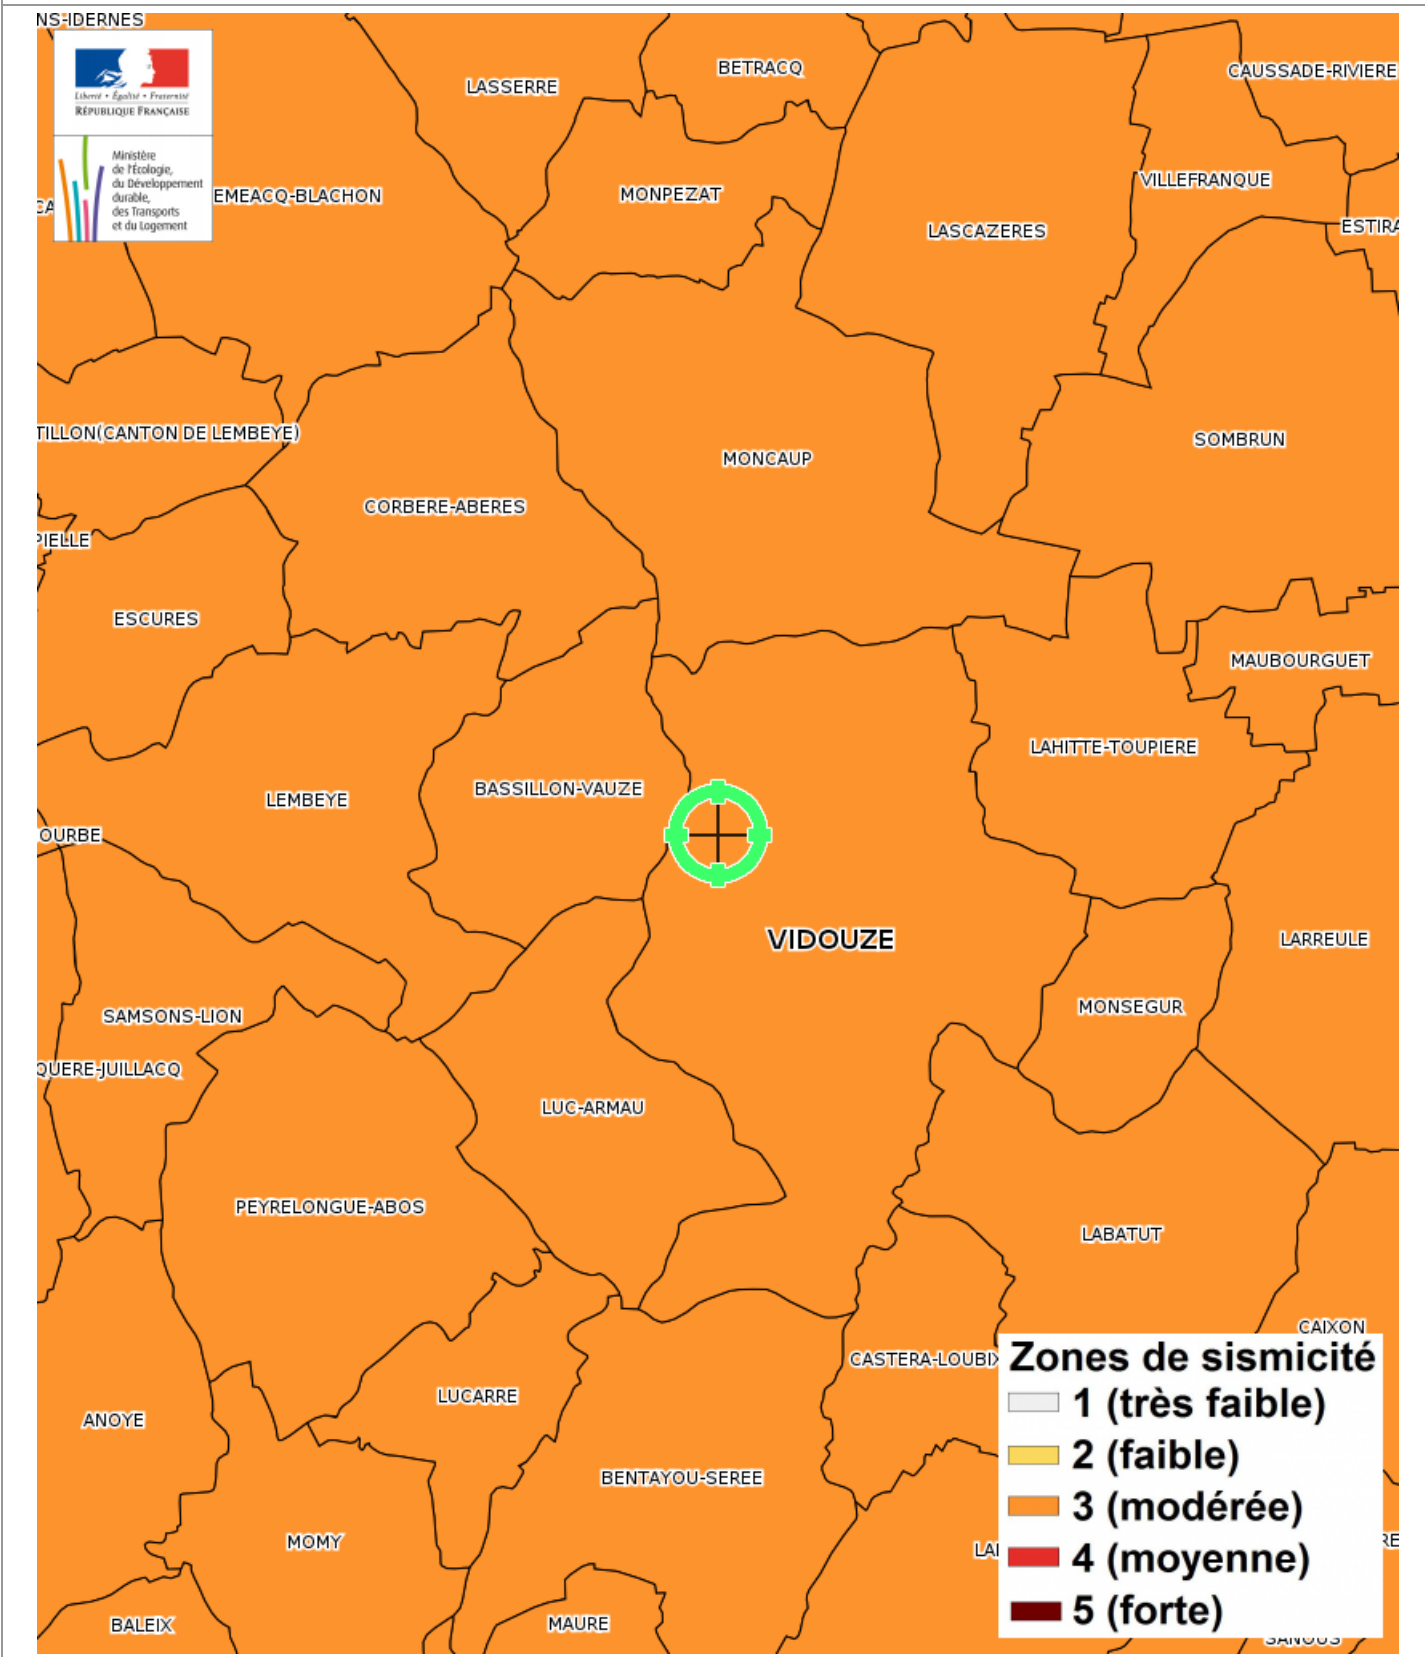 NS-IDERNES
Liberté • Égalité • Fraternité
RÉPUBLIQUE FRANÇAISE
Ministère
de l'Écologie,
du Développement
durable,
des Transports
et du Logement
LASSERRE
BETRACQ
CAUSSADE-RIVIERE
CA
EMEACQ-BLACHON
MONPEZAT
VILLEFRANQUE
LASCAZERES
ESTIRA
TILLON(CANTON DE LEMBEYE)
MONCAUP
SOMBRUN
CORBERE-ABERES
PIELLE
ESCURES
MAUBOURGUET
LAHITTE-TOUPIERE
LEMBEYE
BASSILLON-VAUZE
OURBE
VIDOUZE
LARREULE
SAMSONS-LION
MONSEGUR
QUERE-JUILLACQ
LUC-ARMAU
PEYRELONGUE-ABOS
LABATUT
CAIXON
CASTERA-LOUBIX
LUCARRE
ANOYE
BENTAYOU-SEREE
MOMY
LA
RE
BALEIX
MAURE
SANOUS
Zones de sismicité
1 (très faible)
2 (faible)
3 (modérée)
4 (moyenne)
5 (forte)